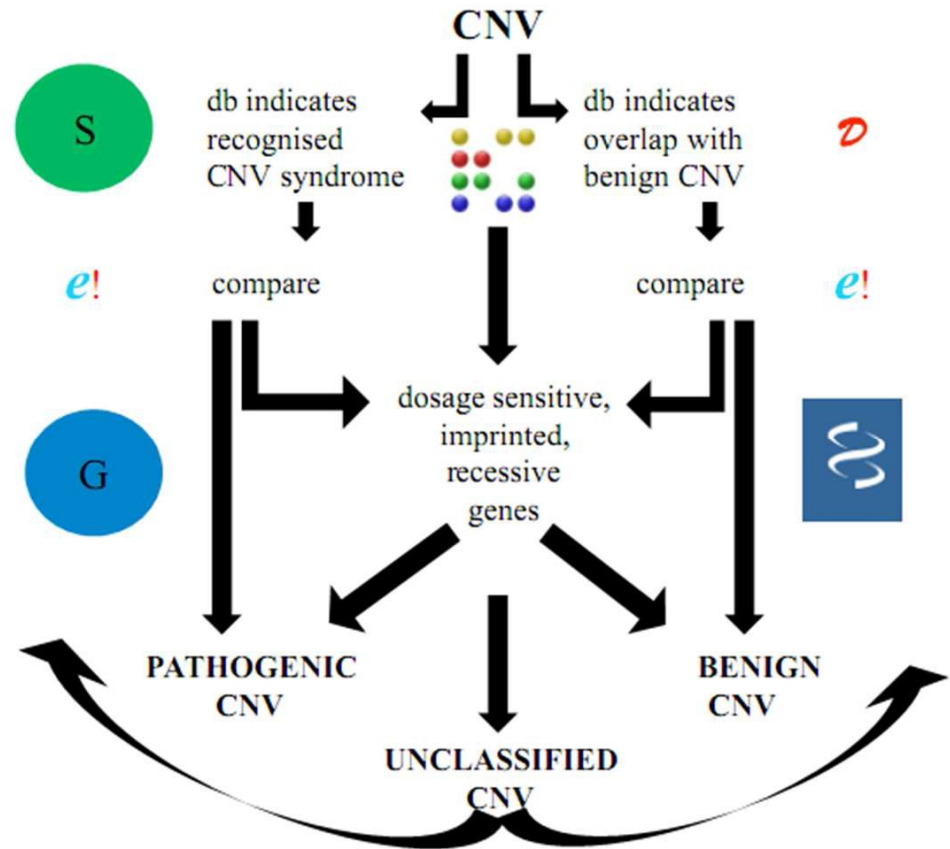 CNV
S
db indicates
recognised
CNV syndrome
db indicates
overlap with
benign CNV
D
e!
compare
compare
e!
G
dosage sensitive,
imprinted,
recessive
genes
PATHOGENIC
CNV
BENIGN
CNV
UNCLASSIFIED
CNV